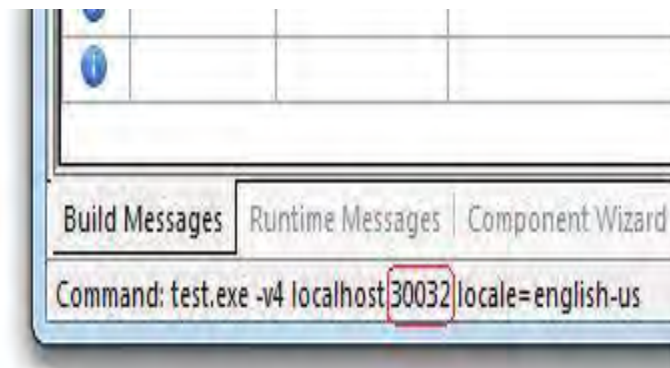 Build Messages Runtime Messages Component Wizard
Command: test.exe -v4 localhost 30032 locale=english-us